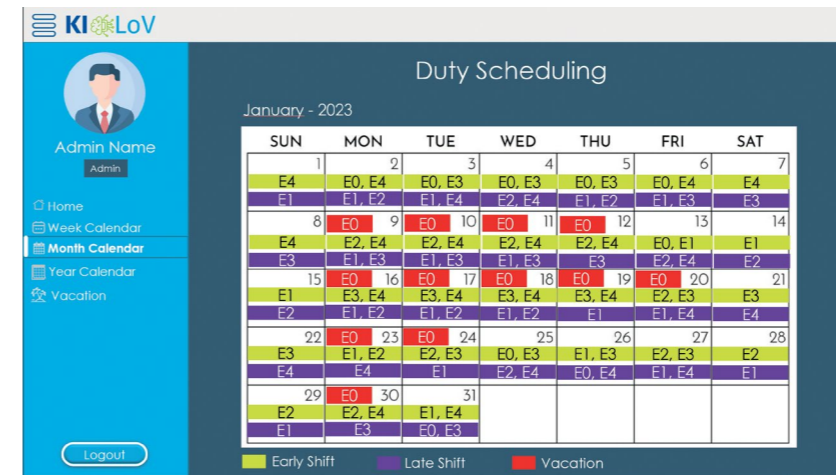 KI LoV
Duty Scheduling
January - 2023
Admin Name
Admin
Home
Week Calendar
Month Calendar
Year Calendar
Vacation
Logout
SUN MON TUE WED THU FRI SAT
1 2 3 4 5 6 7
E4 E0, E4 E0, E3 E0, E3 E0, E3 E0, E4 E4
E1 E1, E2 E1, E4 E2, E4 E1, E2 E1, E3 E3
8 E0 9 E0 10 E0 11 E0 12 13 14
E4 E2, E4 E2, E4 E2, E4 E2, E4 E0, E1 E1
E3 E1, E3 E1, E3 E1, E3 E3 E2, E4 E2
15 E0 16 E0 17 E0 18 E0 19 E0 20 21
E1 E3, E4 E3, E4 E3, E4 E3, E4 E2, E3 E3
E2 E1, E2 E1, E2 E1, E2 E1 E1, E4 E4
22 E0 23 E0 24 25 26 27 28
E3 E1, E2 E2, E3 E0, E3 E1, E3 E2, E3 E2
E4 E4 E1 E2, E4 E0, E4 E1, E4 E1
29 E0 30 31
E2 E2, E4 E1, E4
E1 E3 E0, E3
Early Shift Late Shift Vacation